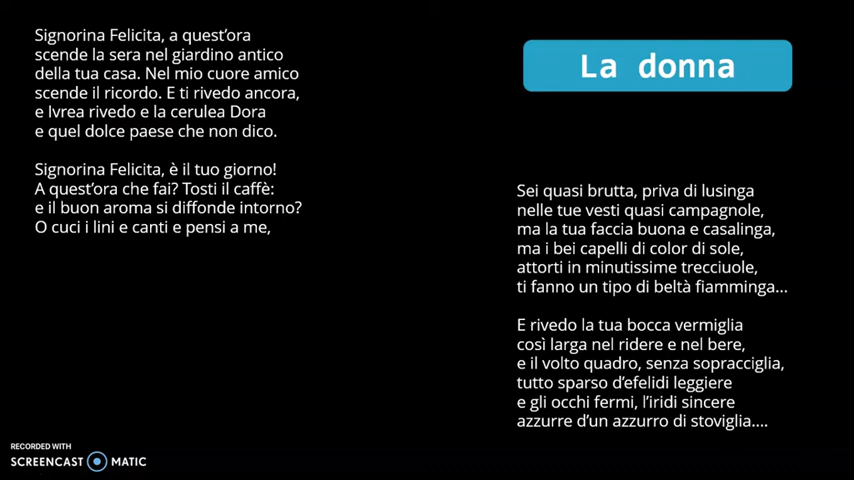 Signorina Felicita, a quest'ora
scende la sera nel giardino antico
della tua casa. Nel mio cuore amico
scende il ricordo. E ti rivedo ancora,
e Ivrea rivedo e la cerulea Dora
e quel dolce paese che non dico.
Signorina Felicita, è il tuo giorno!
A quest'ora che fai? Tosti il caffè:
e il buon aroma si diffonde intorno?
O cuci i lini e canti e pensi a me,
La donna
Sei quasi brutta, priva di lusinga
nelle tue vesti quasi campagnole,
ma la tua faccia buona e casalinga,
ma i bei capelli di color di sole,
attorti in minutissime trecciuole,
ti fanno un tipo di beltà fiamminga...
E rivedo la tua bocca vermiglia
così larga nel ridere e nel bere,
e il volto quadro, senza sopracciglia,
tutto sparso d'efelidi leggiere
e gli occhi fermi, l'iridi sincere
azzurre d'un azzurro di stoviglia....
RECORDED WITH
SCREENCAST MATIC